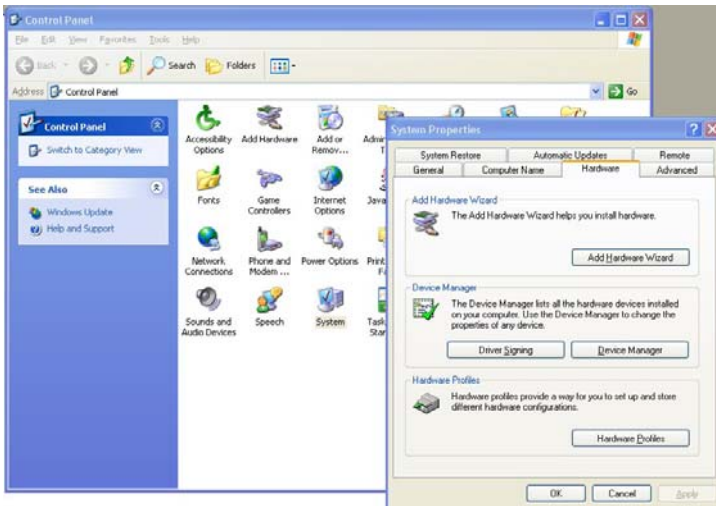 Control Panel
File Edit View Favorites Tools Help
Back Search Folders
Address Control Panel Go
Control Panel
Switch to Category View
See Also
Windows Update
Help and Support
Accessibility Options
Add Hardware
Add or Remov...
Fonts
Game Controllers
Internet Options
Java
Network Connections
Phone and Modem ...
Power Options
Print
Sounds and Audio Devices
Speech
System
Task
System Properties
System Restore Automatic Updates Remote
General Computer Name Hardware Advanced
Add Hardware Wizard
The Add Hardware Wizard helps you install hardware.
Add Hardware Wizard
Device Manager
The Device Manager lists all the hardware devices installed
on your computer. Use the Device Manager to change the
properties of any device.
Driver Signing Device Manager
Hardware Profiles
Hardware profiles provide a way for you to set up and store
different hardware configurations.
Hardware Profiles
OK Cancel Apply